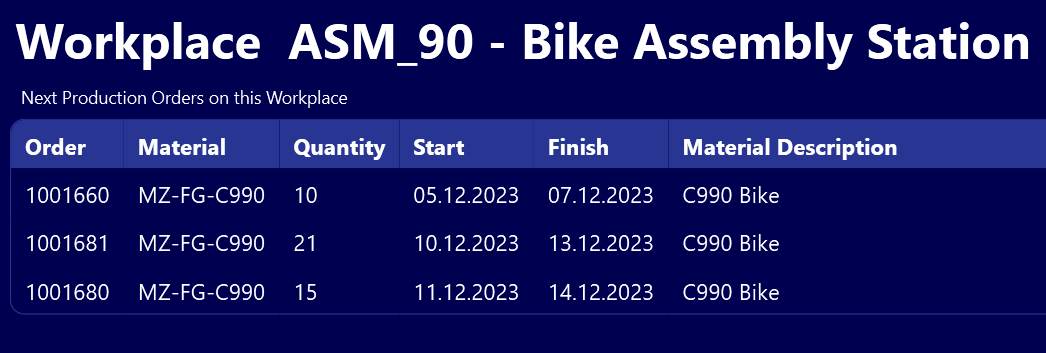 Workplace ASM_90 - Bike Assembly Station
Next Production Orders on this Workplace
Order Material Quantity Start Finish Material Description
1001660 MZ-FG-C990 10 05.12.2023 07.12.2023 C990 Bike
1001681 MZ-FG-C990 21 10.12.2023 13.12.2023 C990 Bike
1001680 MZ-FG-C990 15 11.12.2023 14.12.2023 C990 Bike